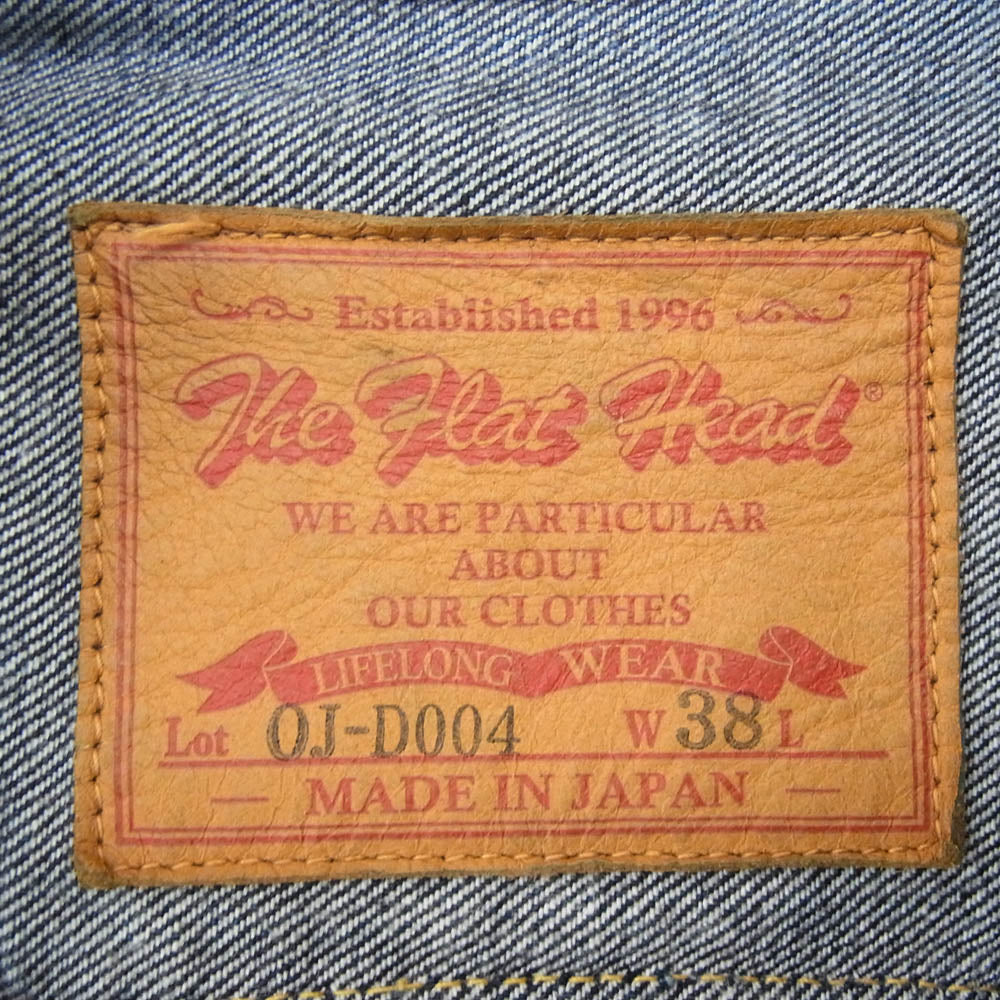 Established 1996
The Flat Head®
WE ARE PARTICULAR
ABOUT
OUR CLOTHES
LIFELONG WEAR
Lot OJ-D004 W 38 L
MADE IN JAPAN